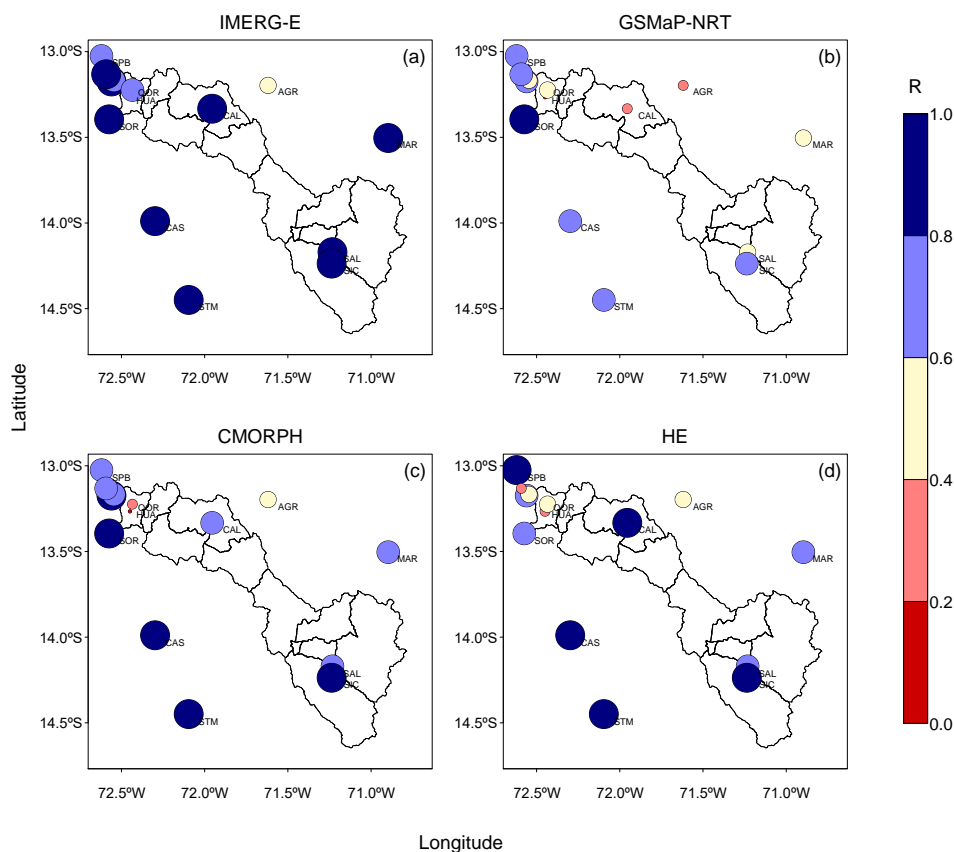 IMERG-E
GSMaP-NRT
13.0ºS
13.5ºS
14.0ºS
14.5ºS
(a)
SPB
QOR
HUA
SOR
CAL
AGR
MAR
CAS
SAL
SIC
STM
72.5ºW 72.0ºW 71.5ºW 71.0ºW
13.0ºS
13.5ºS
14.0ºS
14.5ºS
(b)
SPB
QOR
HUA
SOR
CAL
AGR
MAR
CAS
SAL
SIC
STM
72.5ºW 72.0ºW 71.5ºW 71.0ºW
CMORPH
HE
13.0ºS
13.5ºS
14.0ºS
14.5ºS
(c)
SPB
QOR
HUA
SOR
CAL
AGR
MAR
CAS
SAL
SIC
STM
72.5ºW 72.0ºW 71.5ºW 71.0ºW
13.0ºS
13.5ºS
14.0ºS
14.5ºS
(d)
SPB
QOR
HUA
SOR
CAL
AGR
MAR
CAS
SAL
SIC
STM
72.5ºW 72.0ºW 71.5ºW 71.0ºW
Latitude
Longitude
R
1.0
0.8
0.6
0.4
0.2
0.0